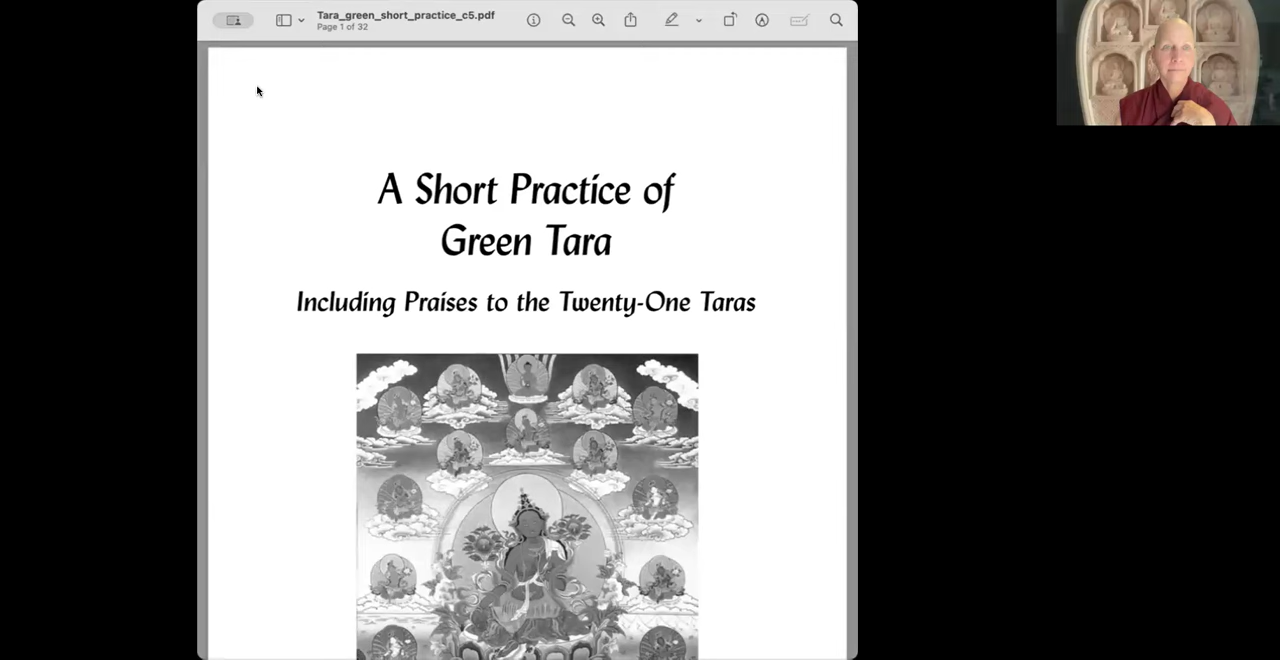 Tara_green_short_practice_c5.pdf
Page 1 of 32
A Short Practice of
Green Tara
Including Praises to the Twenty-One Taras